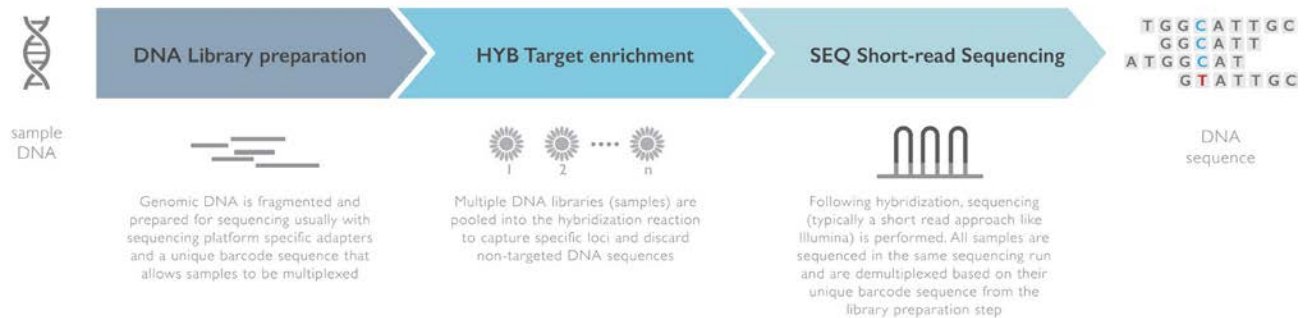 DNA Library preparation
HYB Target enrichment
SEQ Short-read Sequencing
TGGCATTGC
GGCATT
ATGGCAT
GTATTGC
sample
DNA
1 2 n
DNA
sequence
Genomic DNA is fragmented and
prepared for sequencing usually with
sequencing platform specific adapters
and a unique barcode sequence that
allows samples to be multiplexed
Multiple DNA libraries (samples) are
pooled into the hybridization reaction
to capture specific loci and discard
non-targeted DNA sequences
Following hybridization, sequencing
(typically a short read approach like
Illumina) is performed. All samples are
sequenced in the same sequencing run
and are demultiplexed based on their
unique barcode sequence from the
library preparation step